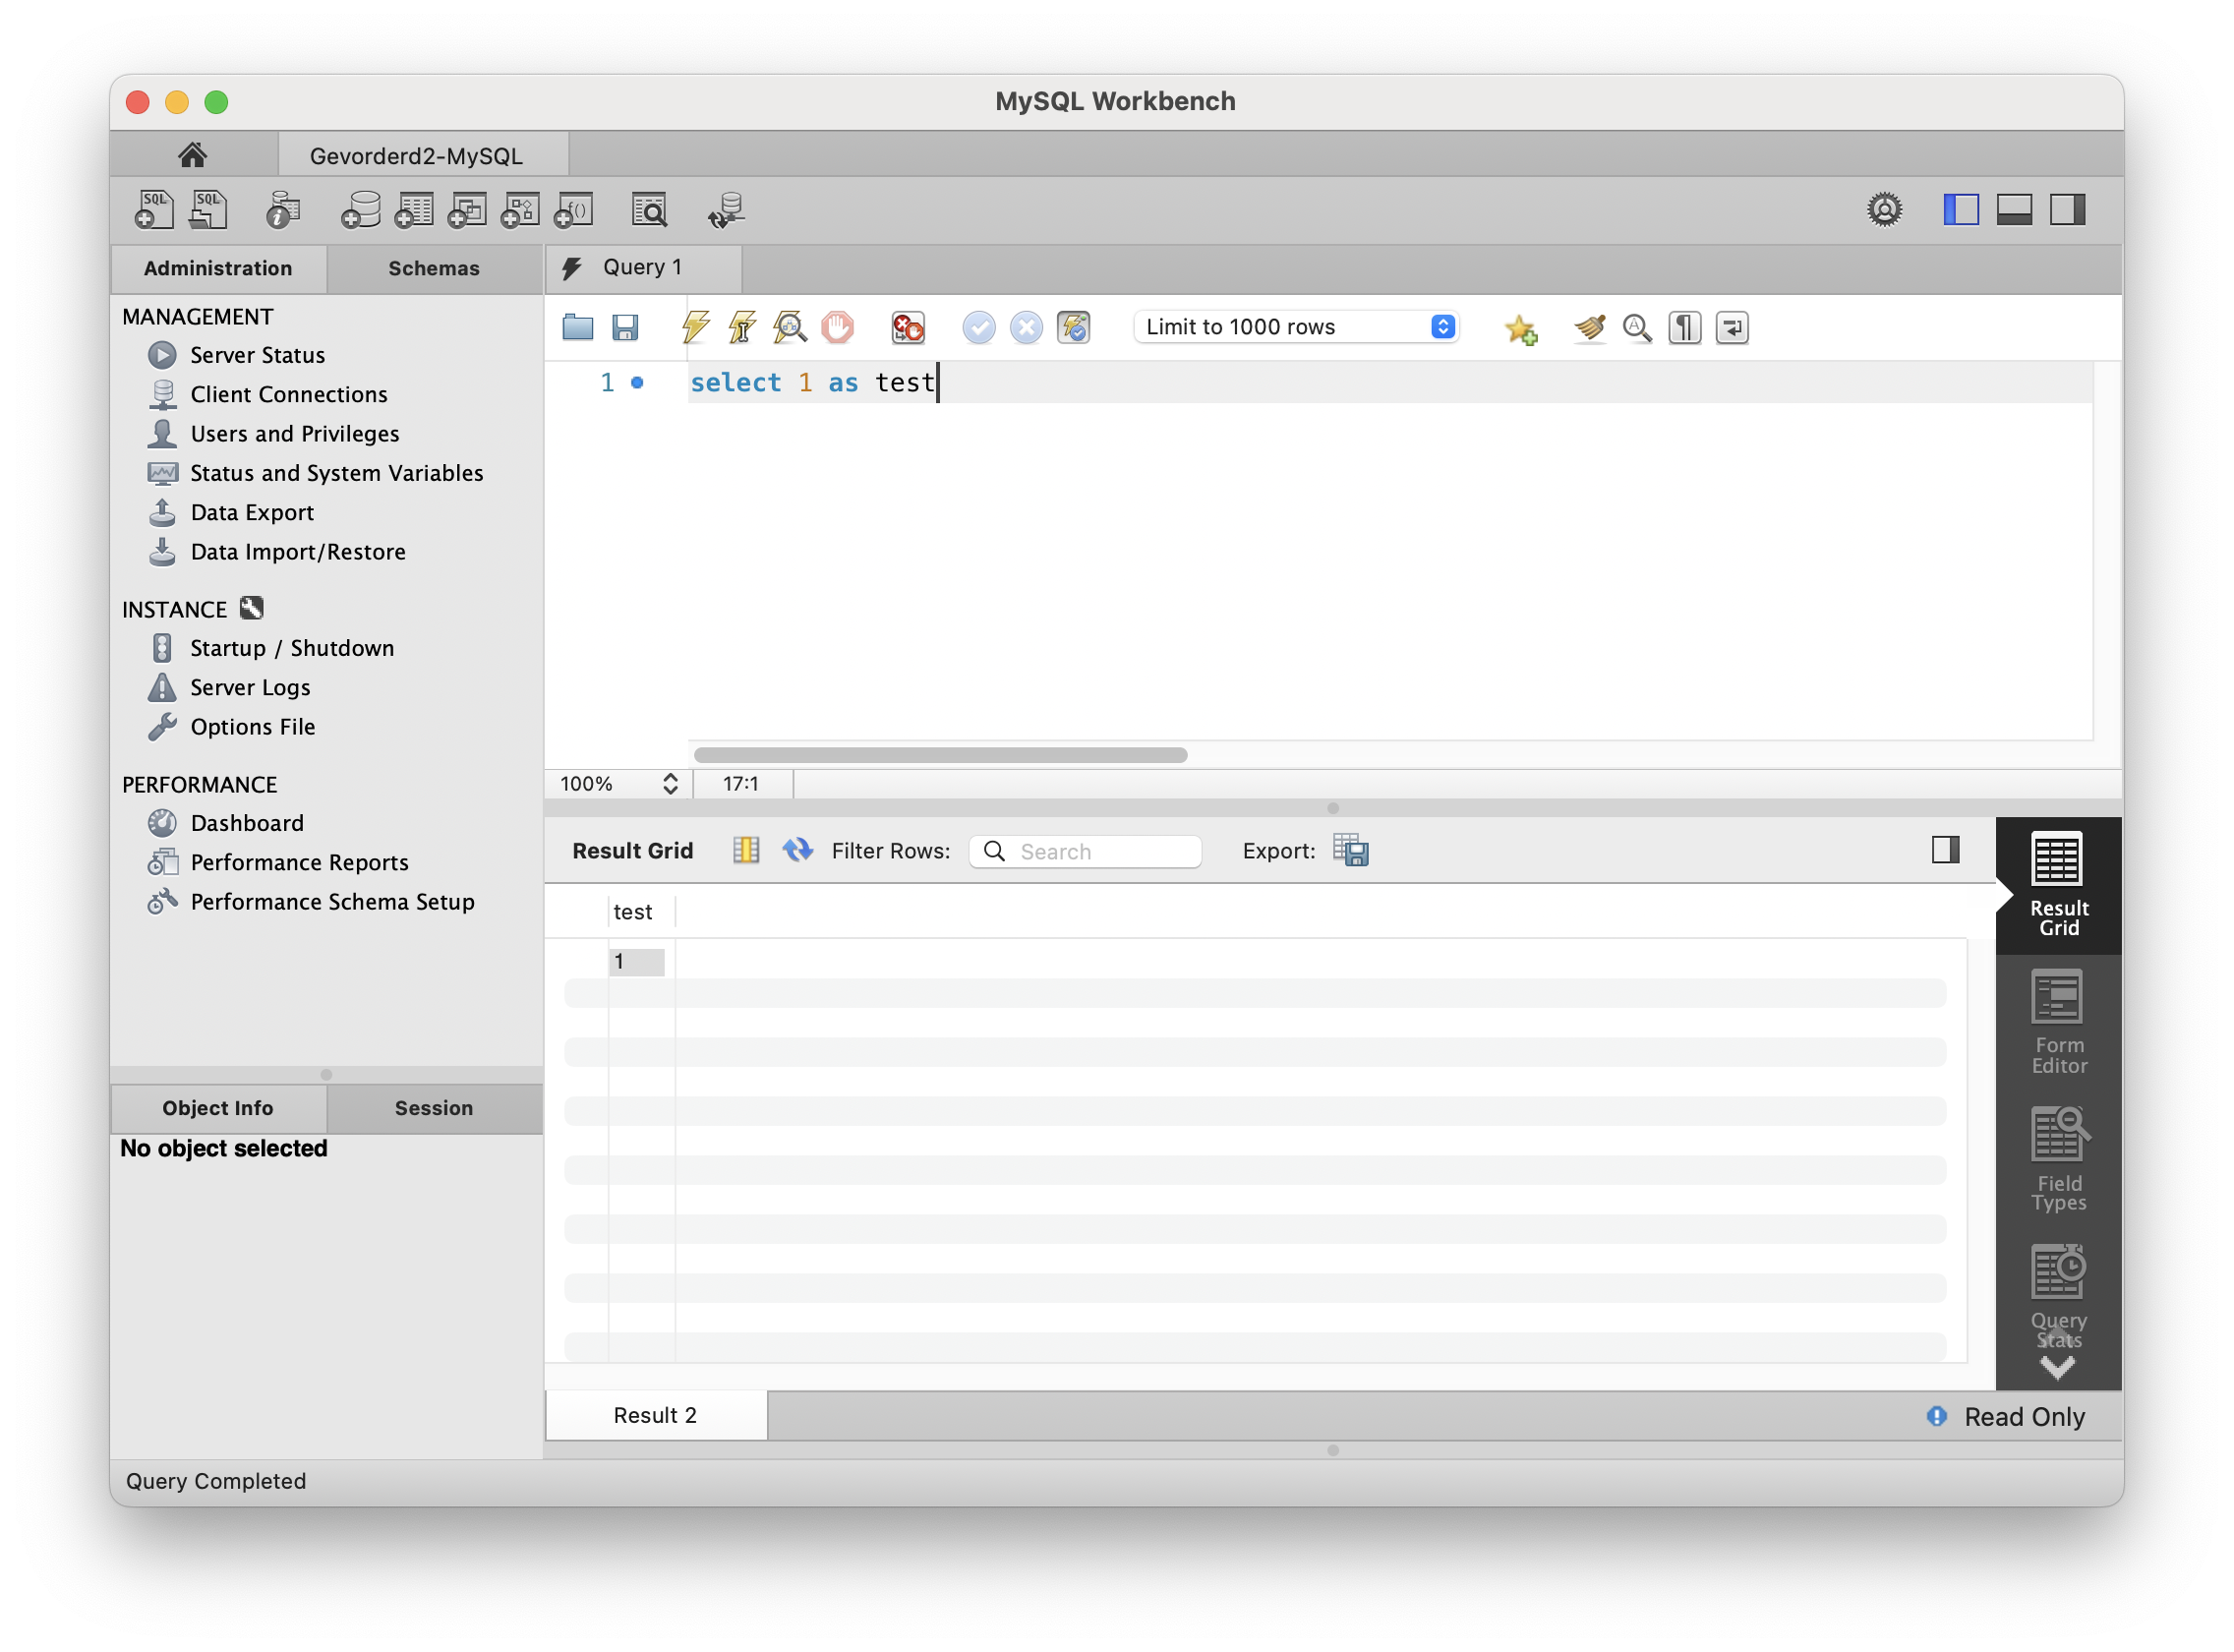 MySQL Workbench
Gevorderd2-MySQL
SQL SQL i f()
Administration Schemas
Query 1
MANAGEMENT
Server Status
Client Connections
Users and Privileges
Status and System Variables
Data Export
Data Import/Restore
INSTANCE
Startup / Shutdown
Server Logs
Options File
PERFORMANCE
Dashboard
Performance Reports
Performance Schema Setup
Object Info Session
No object selected
Limit to 1000 rows
1 select 1 as test
100% 17:1
Result Grid Filter Rows: Search Export:
test
1
Result
Grid
Form
Editor
Field
Types
Query
Stats
Result 2 Read Only
Query Completed